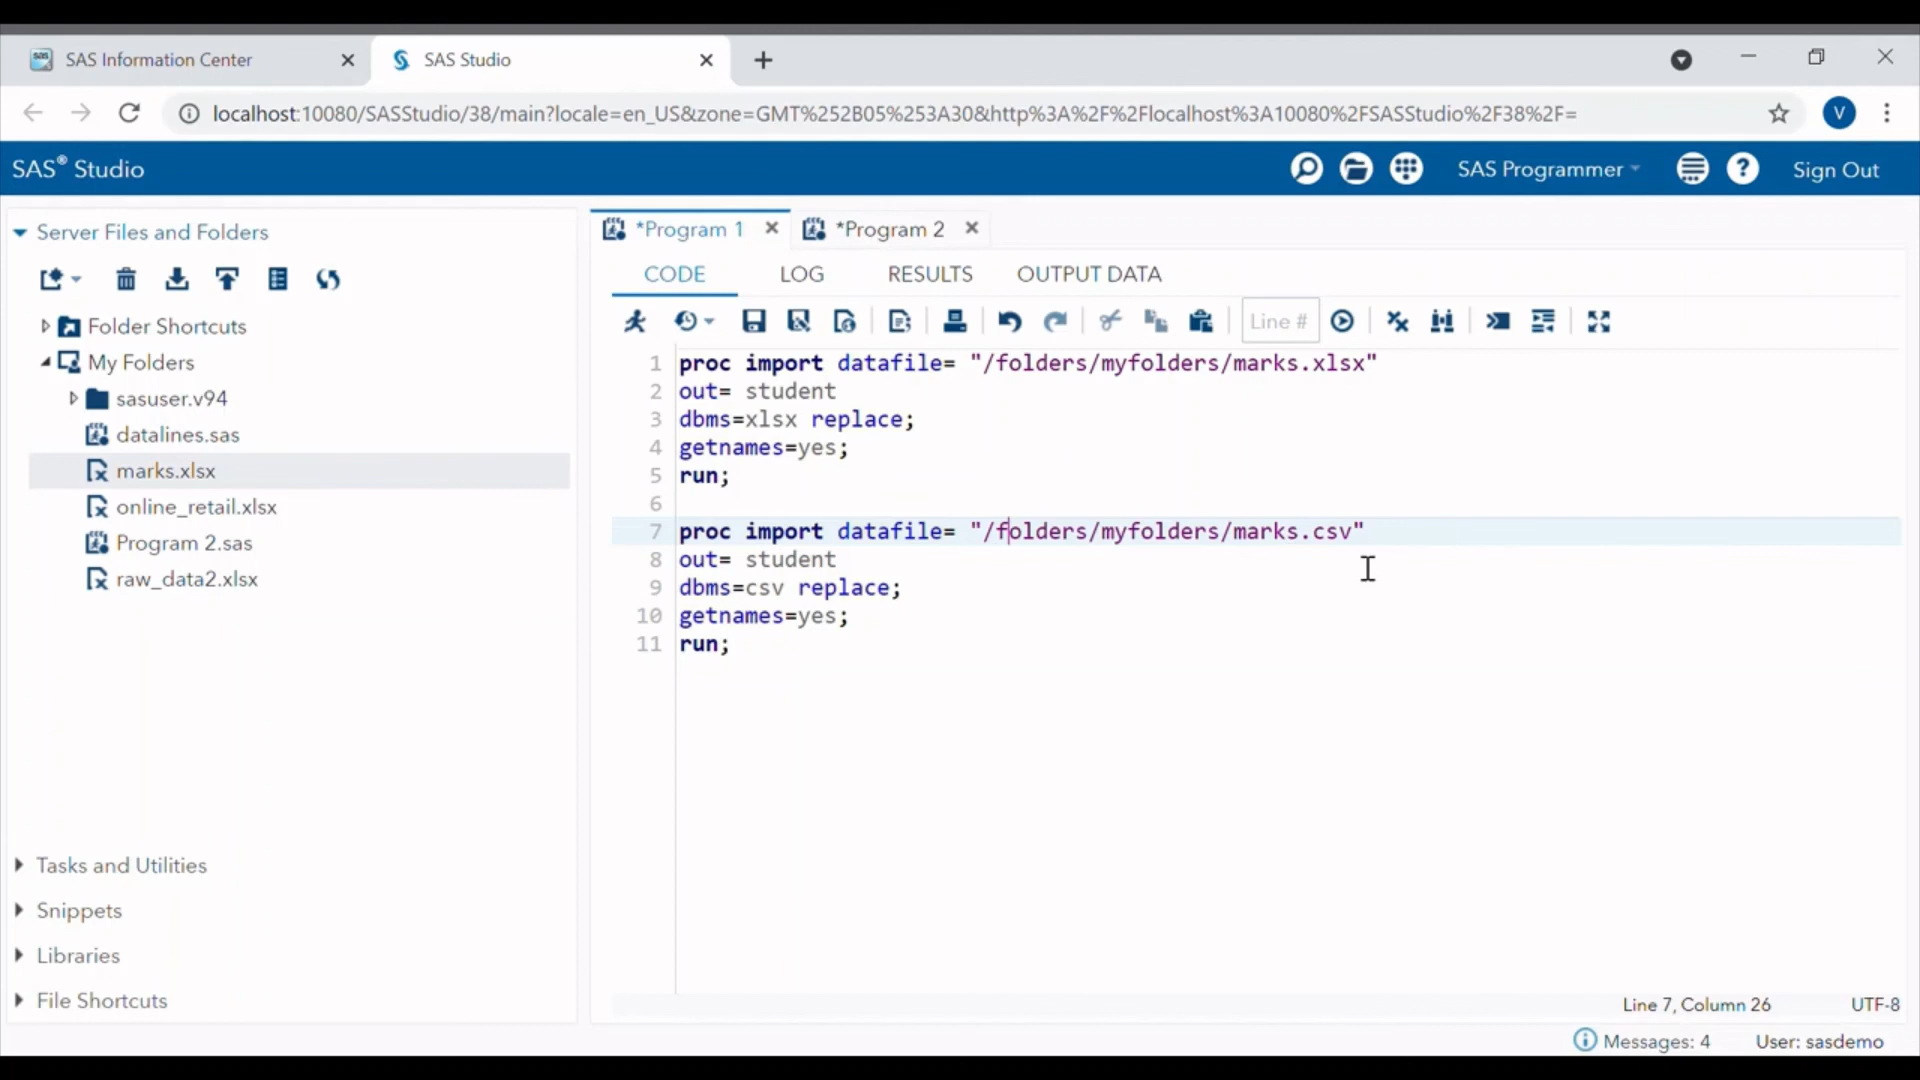 SAS Information Center
SAS Studio
localhost:10080/SASStudio/38/main?locale=en_US&zone=GMT%252B05%253A30&http%3A%2F%2Flocalhost%3A10080%2FSASStudio%2F38%2F=
V
SAS® Studio
SAS Programmer
?
Sign Out
Server Files and Folders
*Program 1
*Program 2
CODE
LOG
RESULTS
OUTPUT DATA
Line #
Folder Shortcuts
My Folders
sasuser.v94
datalines.sas
marks.xlsx
online_retail.xlsx
Program 2.sas
raw_data2.xlsx
Tasks and Utilities
Snippets
Libraries
File Shortcuts
1 proc import datafile= "/folders/myfolders/marks.xlsx"
2 out= student
3 dbms=xlsx replace;
4 getnames=yes;
5 run;
6
7 proc import datafile= "/folders/myfolders/marks.csv"
8 out= student
9 dbms=csv replace;
10 getnames=yes;
11 run;
Line 7, Column 26
UTF-8
Messages: 4
User: sasdemo